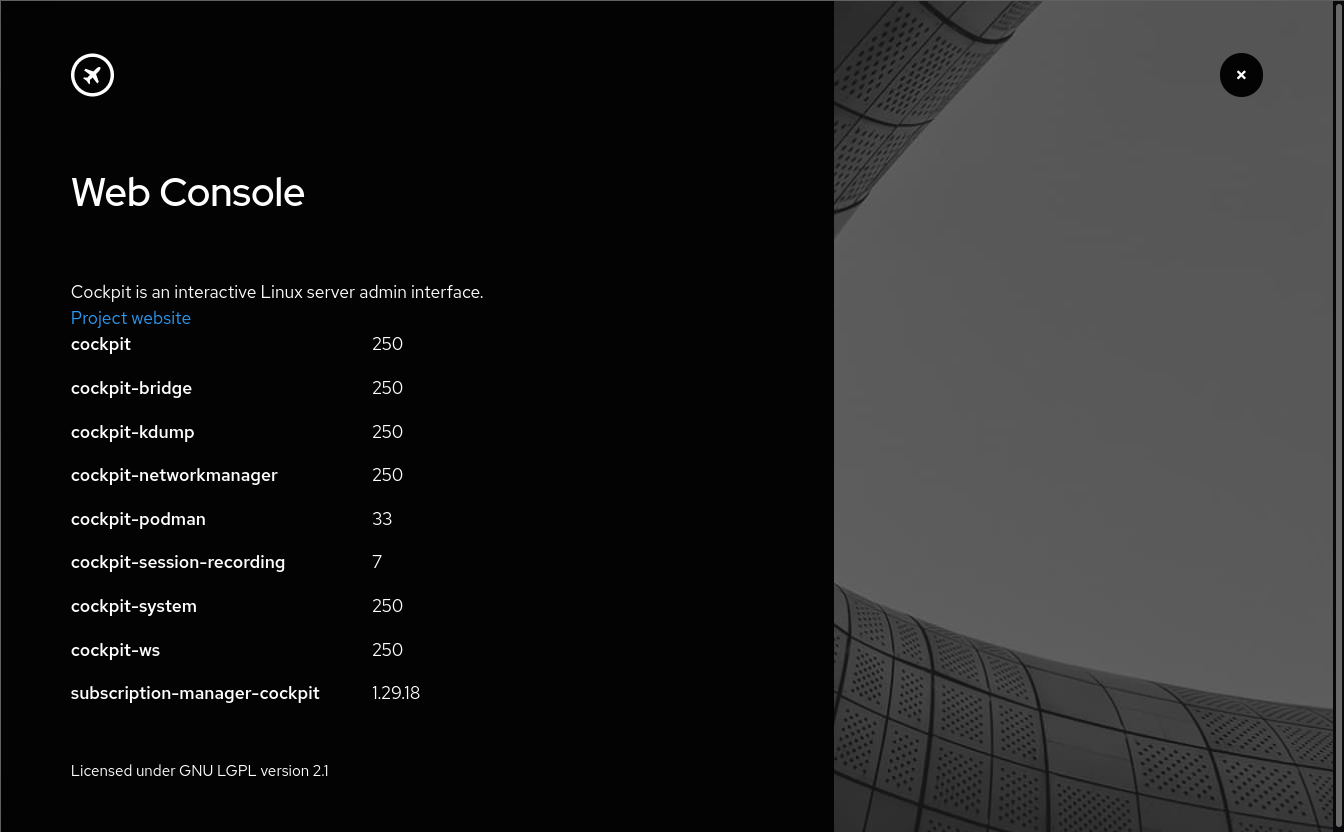 Web Console
Cockpit is an interactive Linux server admin interface.
Project website
cockpit 250
cockpit-bridge 250
cockpit-kdump 250
cockpit-networkmanager 250
cockpit-podman 33
cockpit-session-recording 7
cockpit-system 250
cockpit-ws 250
subscription-manager-cockpit 1.29.18
Licensed under GNU LGPL version 2.1